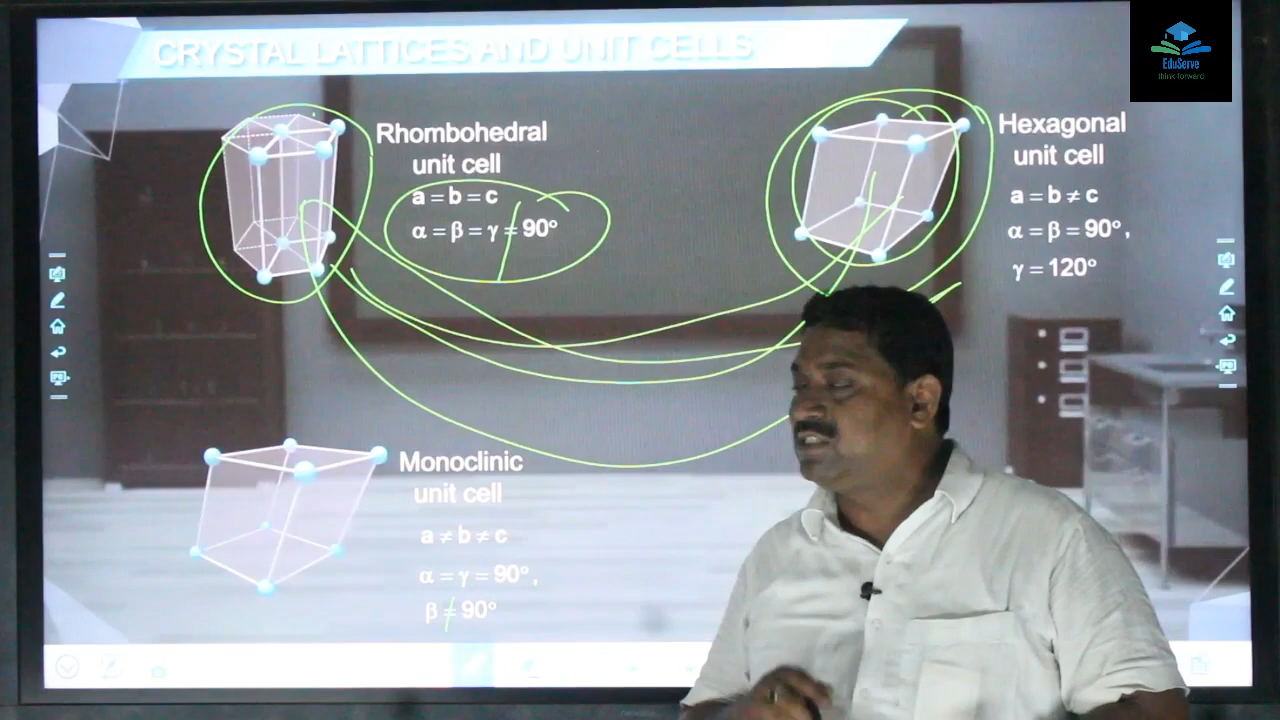 CRYSTAL LATTICES AND UNIT CELLS
EduServe
think forward
Rhombohedral
unit cell
a = b = c
α = β = γ ≠ 90°
Hexagonal
unit cell
a = b ≠ c
α = β = 90°,
γ = 120°
Monoclinic
unit cell
a ≠ b ≠ c
α = γ = 90°,
β ≠ 90°